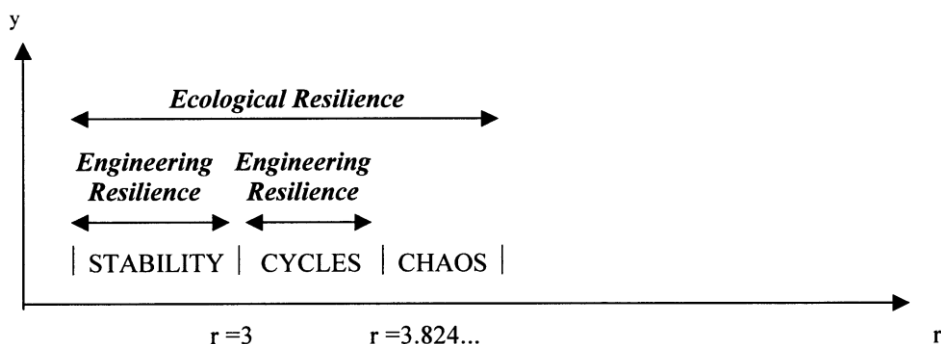 y
Ecological Resilience
Engineering Engineering
Resilience Resilience
| STABILITY | CYCLES | CHAOS |
r =3 r =3.824... r